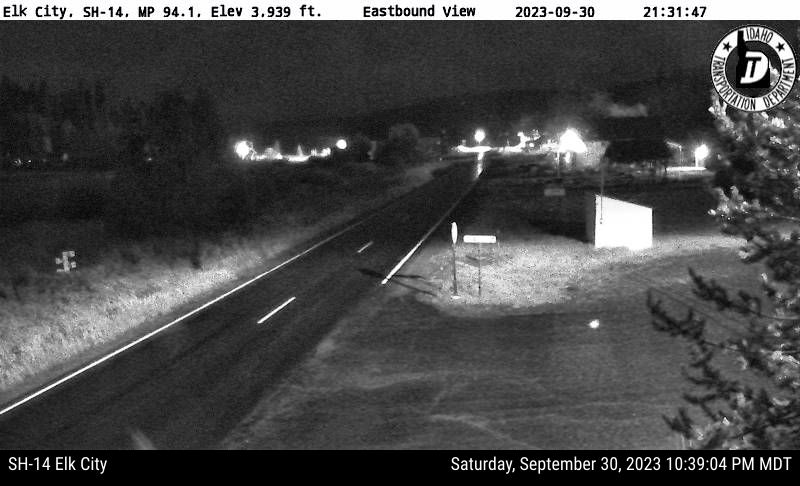 Elk City, SH-14, MP 94.1, Elev 3,939 ft. Eastbound View 2023-09-30 21:31:47
IDAHO
TRANSPORTATION DEPARTMENT
SH-14 Elk City Saturday, September 30, 2023 10:39:04 PM MDT